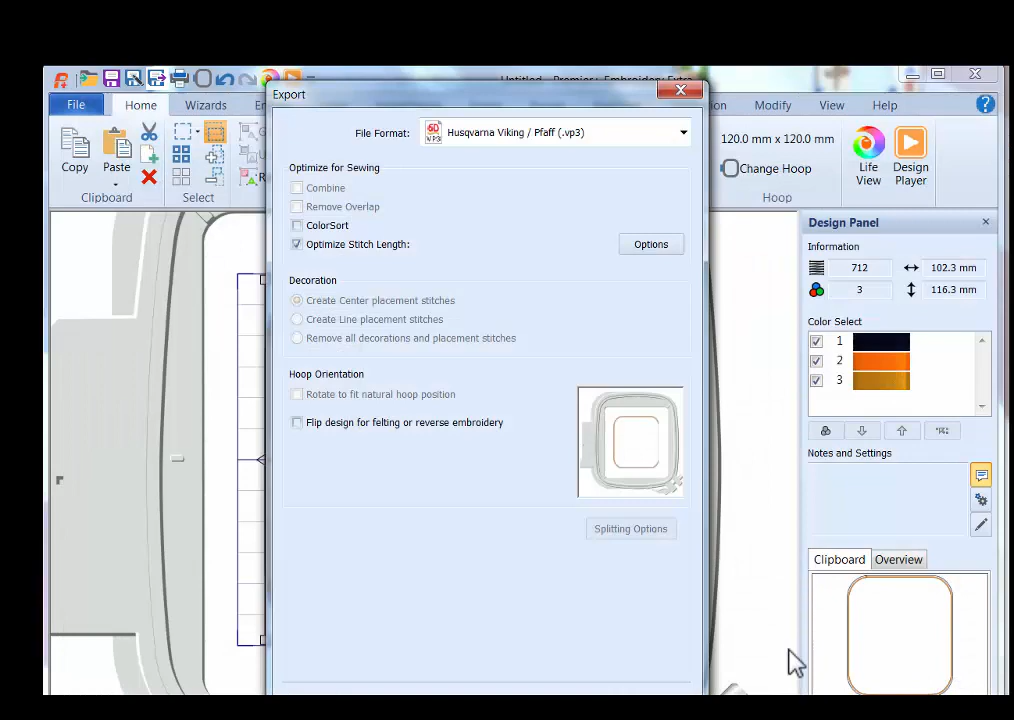 Untitled - Premier+ Embroidery Extra
Export
File Home Wizards
Modify View Help
Copy
Paste
Clipboard
Select
120.0 mm x 120.0 mm
Change Hoop
Hoop
Life View
Design Player
File Format: Husqvarna Viking / Pfaff (.vp3)
Optimize for Sewing
Combine
Remove Overlap
ColorSort
Optimize Stitch Length:
Options
Decoration
Create Center placement stitches
Create Line placement stitches
Remove all decorations and placement stitches
Hoop Orientation
Rotate to fit natural hoop position
Flip design for felting or reverse embroidery
Splitting Options
Design Panel
Information
712 102.3 mm
3 116.3 mm
Color Select
1
2
3
Notes and Settings
Clipboard Overview